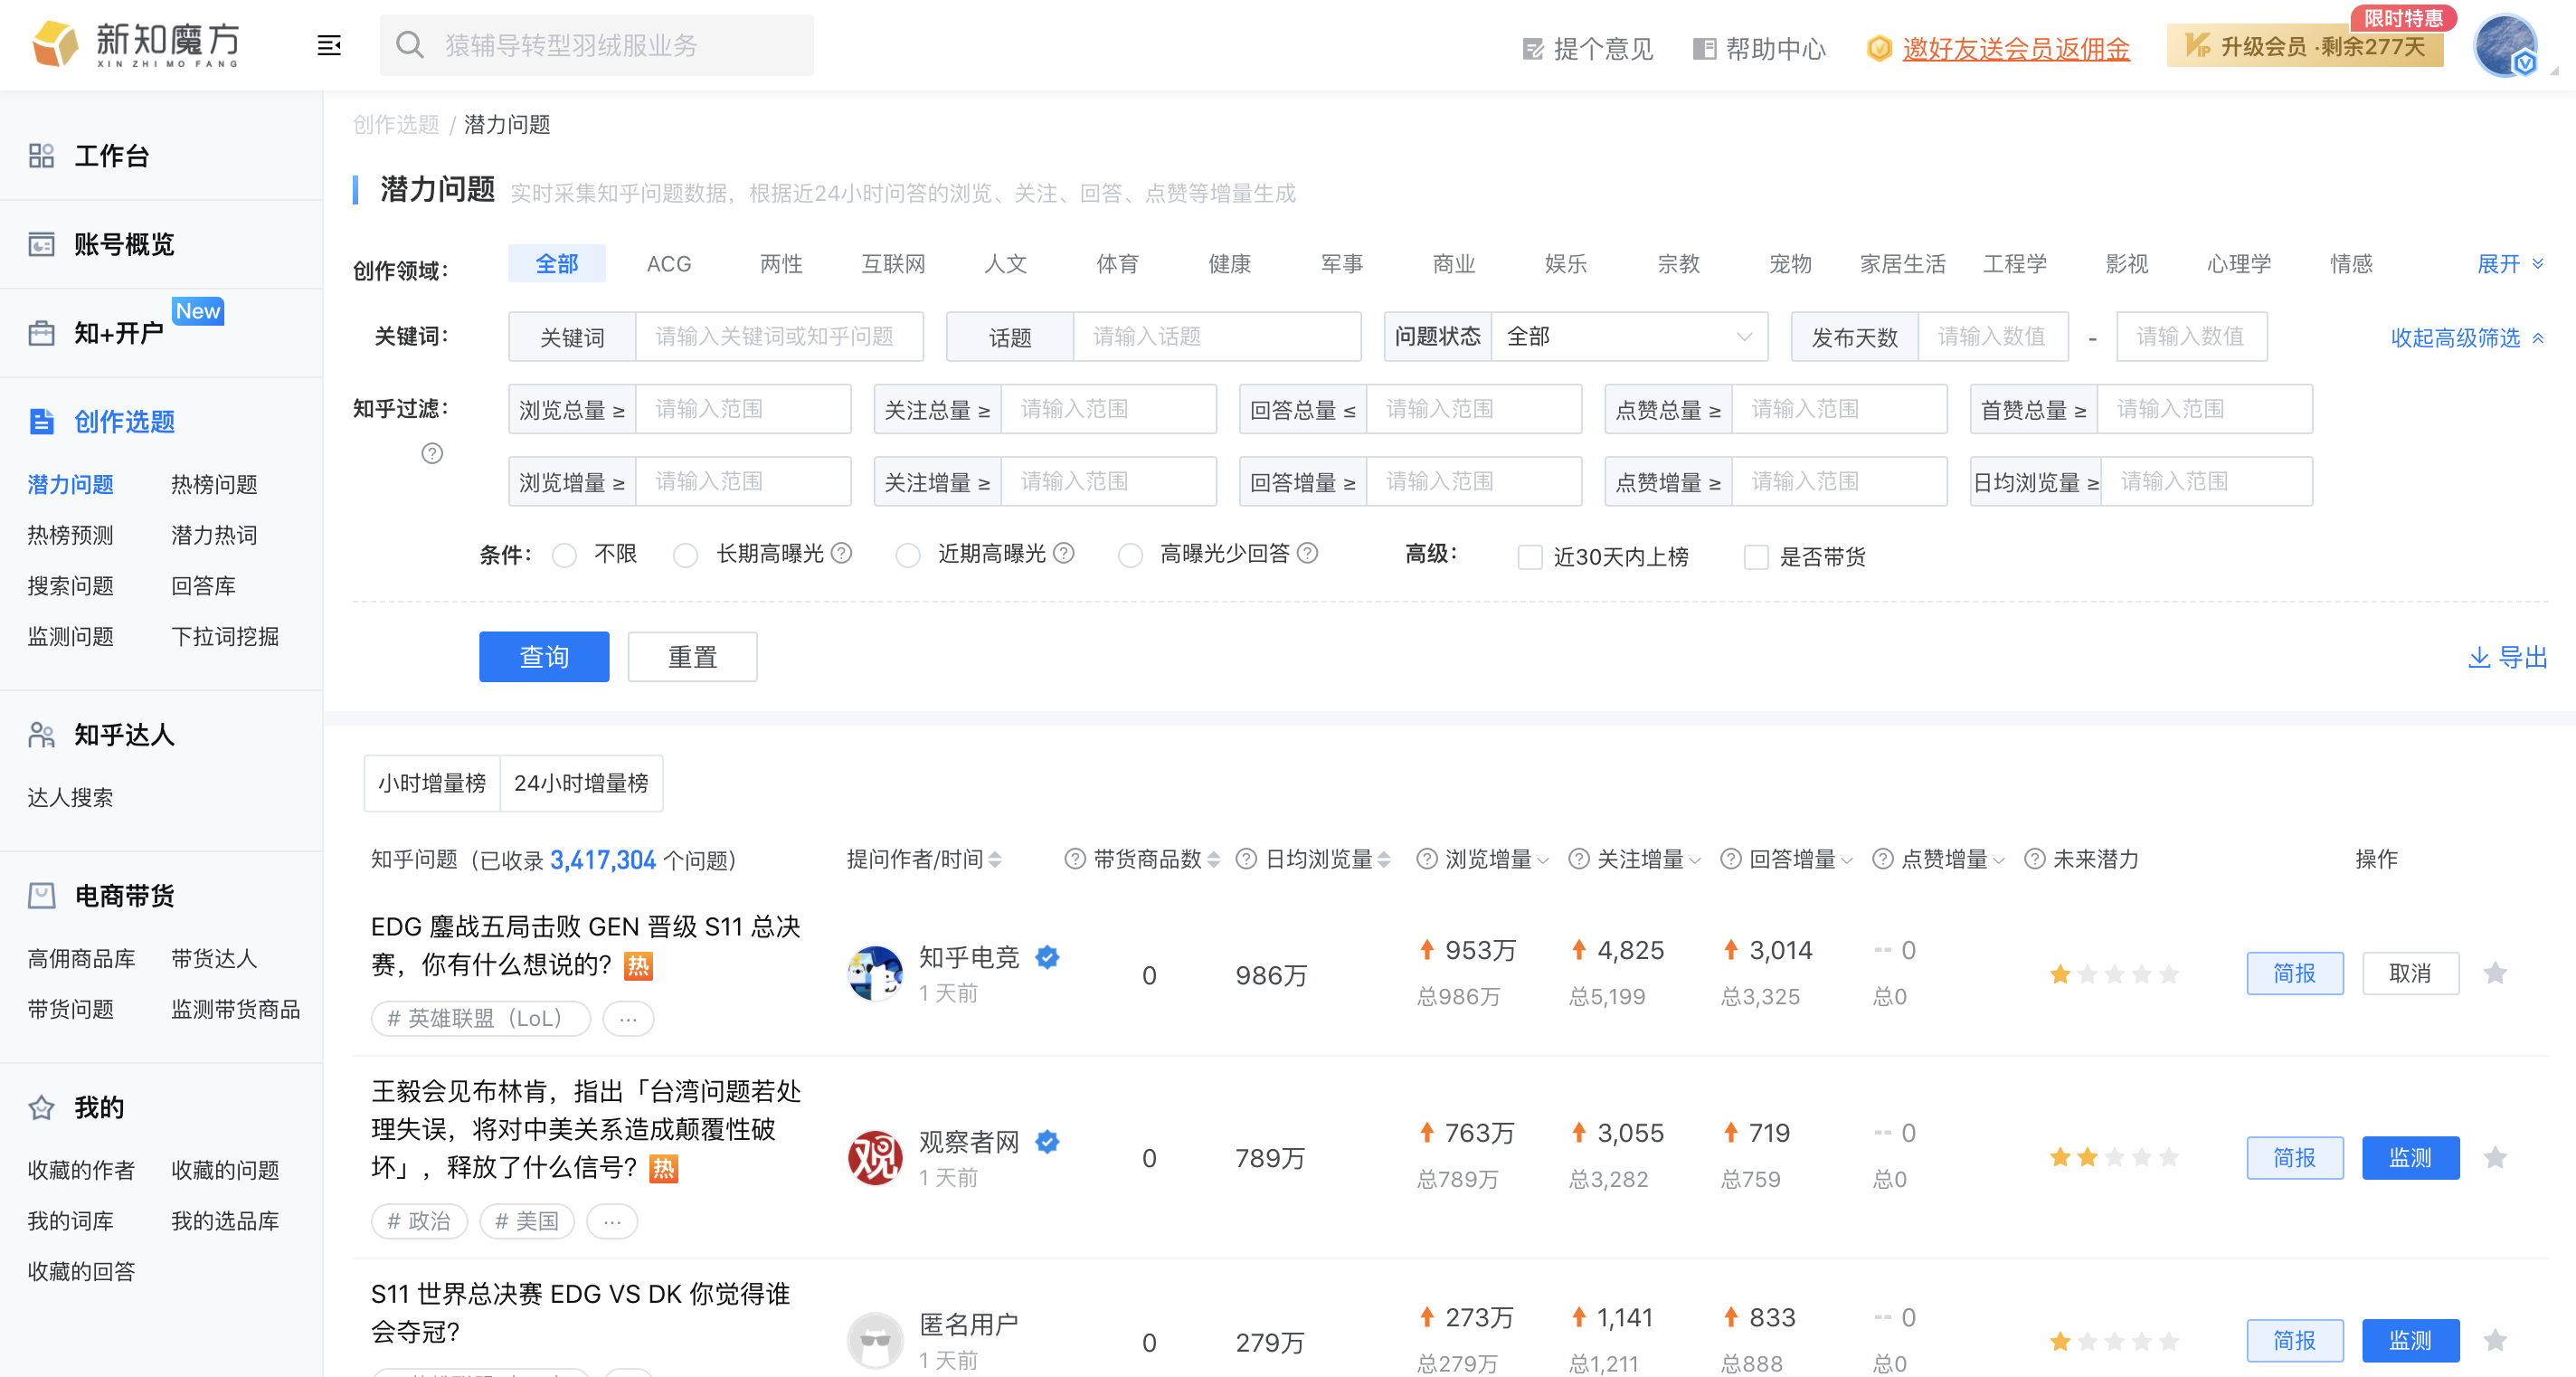 新知魔方
XIN ZHI MO FANG
猿辅导转型羽绒服业务
提个意见
帮助中心
邀好友送会员返佣金
VIP 升级会员 ·剩余277天
限时特惠
工作台
账号概览
知+开户
New
创作选题
潜力问题 热榜问题
热榜预测 潜力热词
搜索问题 回答库
监测问题 下拉词挖掘
知乎达人
达人搜索
电商带货
高佣商品库 带货达人
带货问题 监测带货商品
我的
收藏的作者 收藏的问题
我的词库 我的选品库
收藏的回答
创作选题 / 潜力问题
潜力问题 实时采集知乎问题数据，根据近24小时问答的浏览、关注、回答、点赞等增量生成
创作领域： 全部 ACG 两性 互联网 人文 体育 健康 军事 商业 娱乐 宗教 宠物 家居生活 工程学 影视 心理学 情感 展开
关键词： 关键词 请输入关键词或知乎问题 话题 请输入话题 问题状态 全部 发布天数 请输入数值 - 请输入数值 收起高级筛选
知乎过滤： 浏览总量 ≥ 请输入范围 关注总量 ≥ 请输入范围 回答总量 ≤ 请输入范围 点赞总量 ≥ 请输入范围 首赞总量 ≥ 请输入范围
浏览增量 ≥ 请输入范围 关注增量 ≥ 请输入范围 回答增量 ≥ 请输入范围 点赞增量 ≥ 请输入范围 日均浏览量 ≥ 请输入范围
条件： 不限 长期高曝光 近期高曝光 高曝光少回答 高级： 近30天内上榜 是否带货
查询 重置 导出
小时增量榜 24小时增量榜
知乎问题（已收录 3,417,304 个问题） 提问作者/时间 带货商品数 日均浏览量 浏览增量 关注增量 回答增量 点赞增量 未来潜力 操作
EDG 鏖战五局击败 GEN 晋级 S11 总决
赛，你有什么想说的？ 热
# 英雄联盟（LoL） ...
知乎电竞
1 天前
0 986万
953万 4,825 3,014 -- 0
总986万 总5,199 总3,325 总0
简报 取消
王毅会见布林肯，指出「台湾问题若处
理失误，将对中美关系造成颠覆性破
坏」，释放了什么信号？ 热
# 政治 # 美国 ...
观
观察者网
1 天前
0 789万
763万 3,055 719 -- 0
总789万 总3,282 总759 总0
简报 监测
S11 世界总决赛 EDG VS DK 你觉得谁
会夺冠？
匿名用户
1 天前
0 279万
273万 1,141 833 -- 0
总279万 总1,211 总888 总0
简报 监测